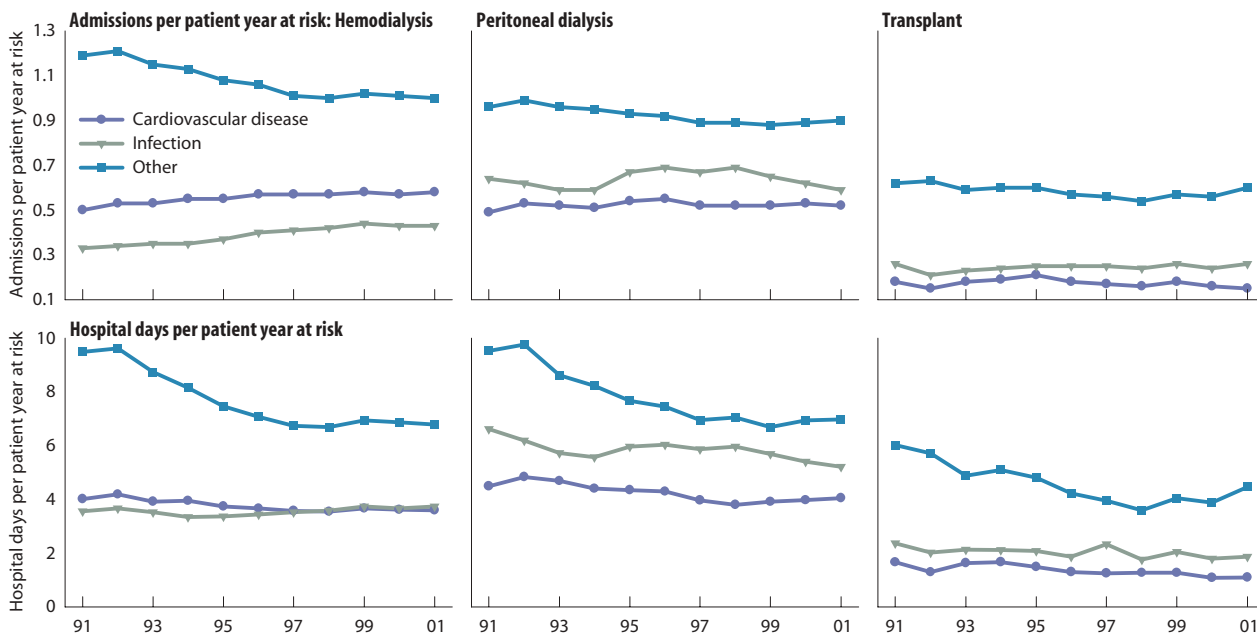 Admissions per patient year at risk: Hemodialysis
Peritoneal dialysis
Transplant
Admissions per patient year at risk
1.3
1.1
0.9
0.7
0.5
0.3
0.1
Cardiovascular disease
Infection
Other
Hospital days per patient year at risk
Hospital days per patient year at risk
10
8
6
4
2
0
91 93 95 97 99 01
91 93 95 97 99 01
91 93 95 97 99 01